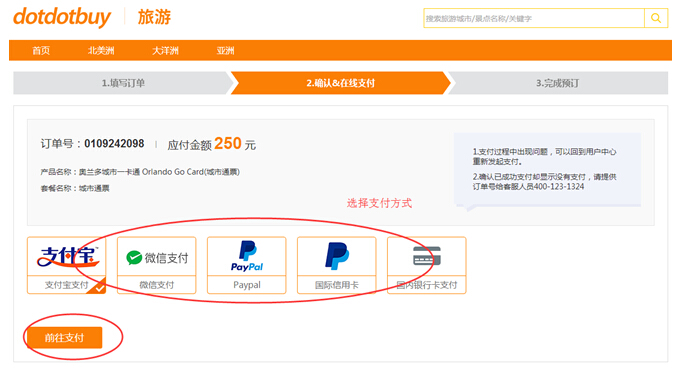 dotdotbuy 旅游
搜索旅游城市/景点名称/关键字
首页 北美洲 大洋洲 亚洲
1.填写订单 2.确认&在线支付 3.完成预订
订单号：0109242098 | 应付金额 250 元
产品名称：奥兰多城市一卡通 Orlando Go Card(城市通票)
套餐名称：城市通票
1.支付过程中出现问题，可以回到用户中心
重新发起支付。
2.确认已成功支付却显示没有支付，请提供
订单号给客服人员400-123-1324
选择支付方式
支付宝 微信支付 PayPal
支付宝支付 微信支付 Paypal 国际信用卡 国内银行卡支付
前往支付